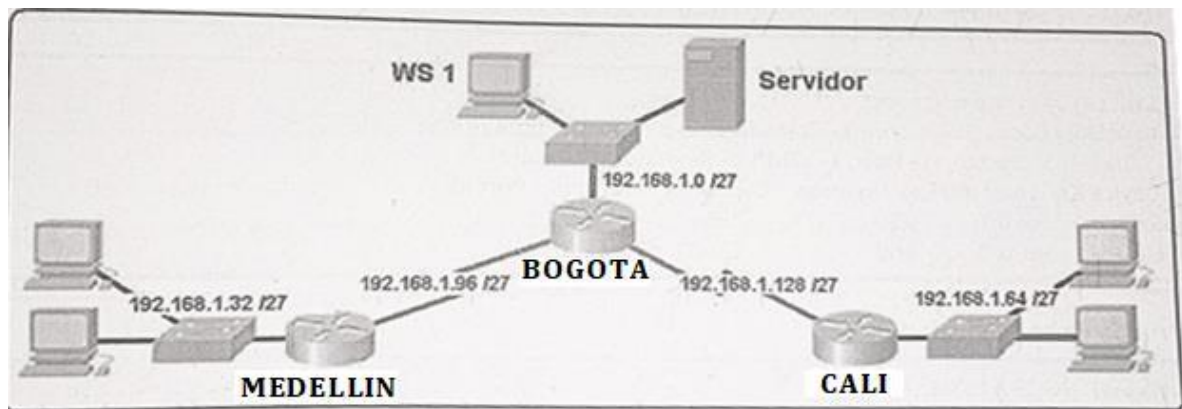 WS 1
Servidor
192.168.1.0 /27
BOGOTA
192.168.1.96 /27
192.168.1.128 /27
192.168.1.32 /27
192.168.1.64 /27
MEDELLIN
CALI